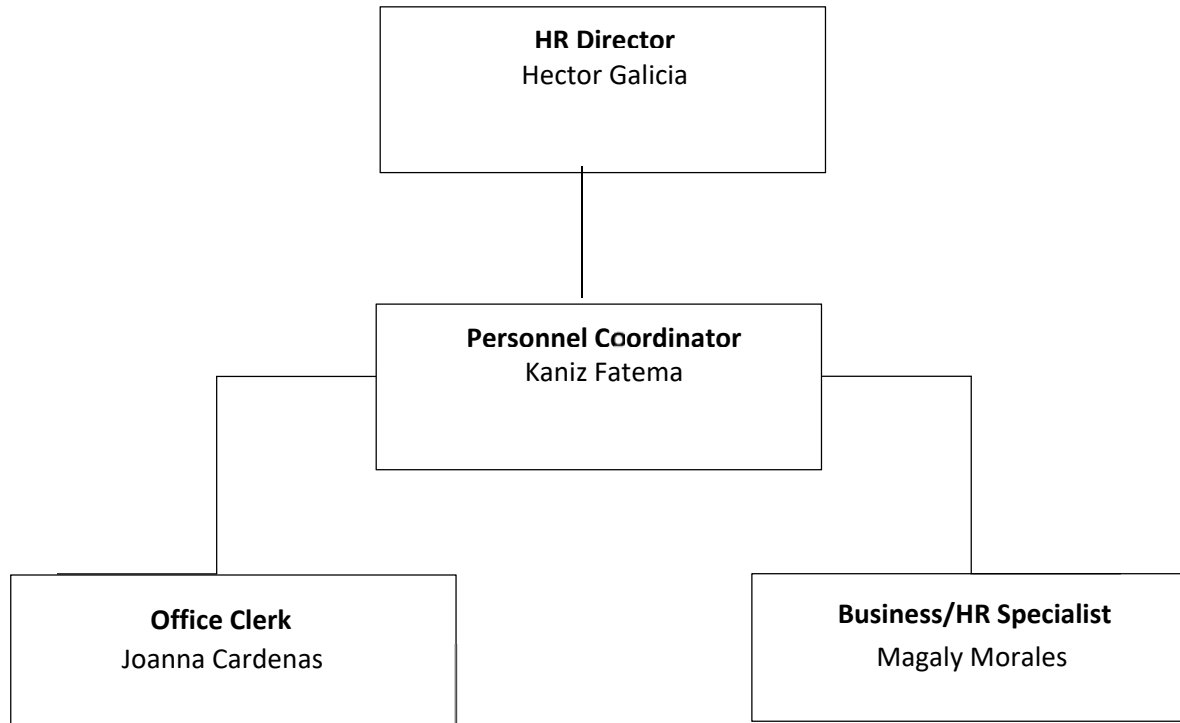 HR Director
Hector Galicia
Personnel Coordinator
Kaniz Fatema
Office Clerk
Joanna Cardenas
Business/HR Specialist
Magaly Morales